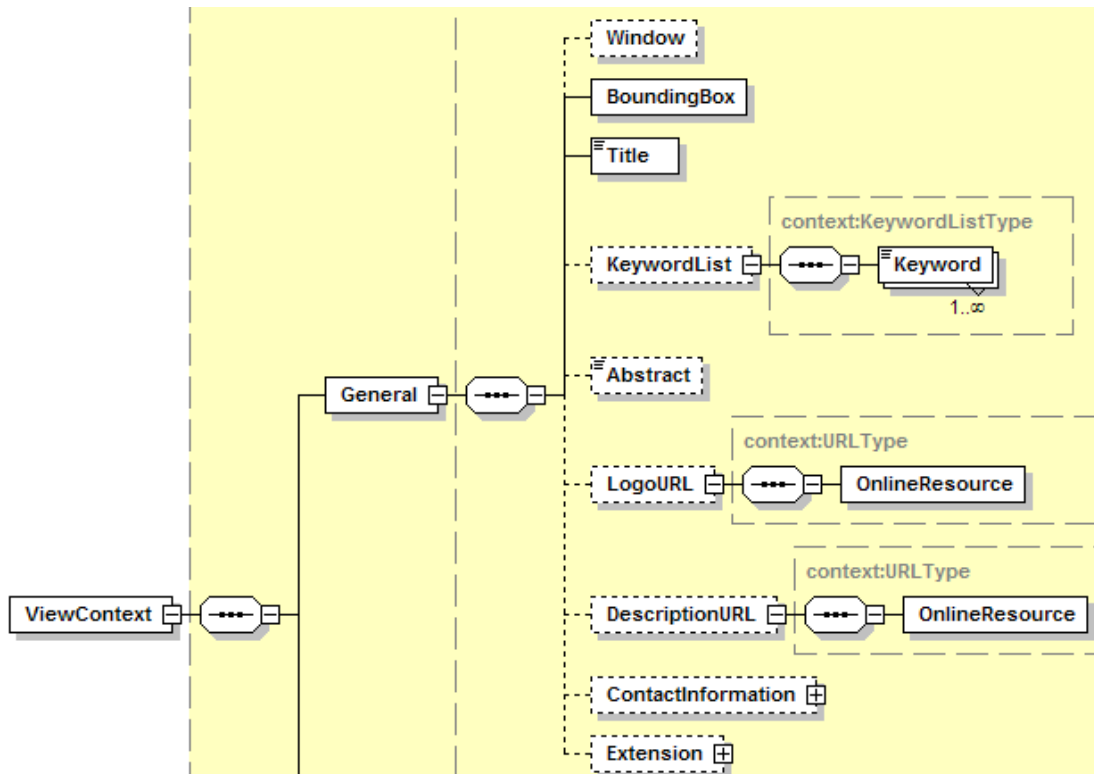 Window
BoundingBox
Title
context:KeywordListType
KeywordList
Keyword
1..∞
Abstract
General
context:URLType
LogoURL
OnlineResource
context:URLType
ViewContext
DescriptionURL
OnlineResource
ContactInformation
Extension